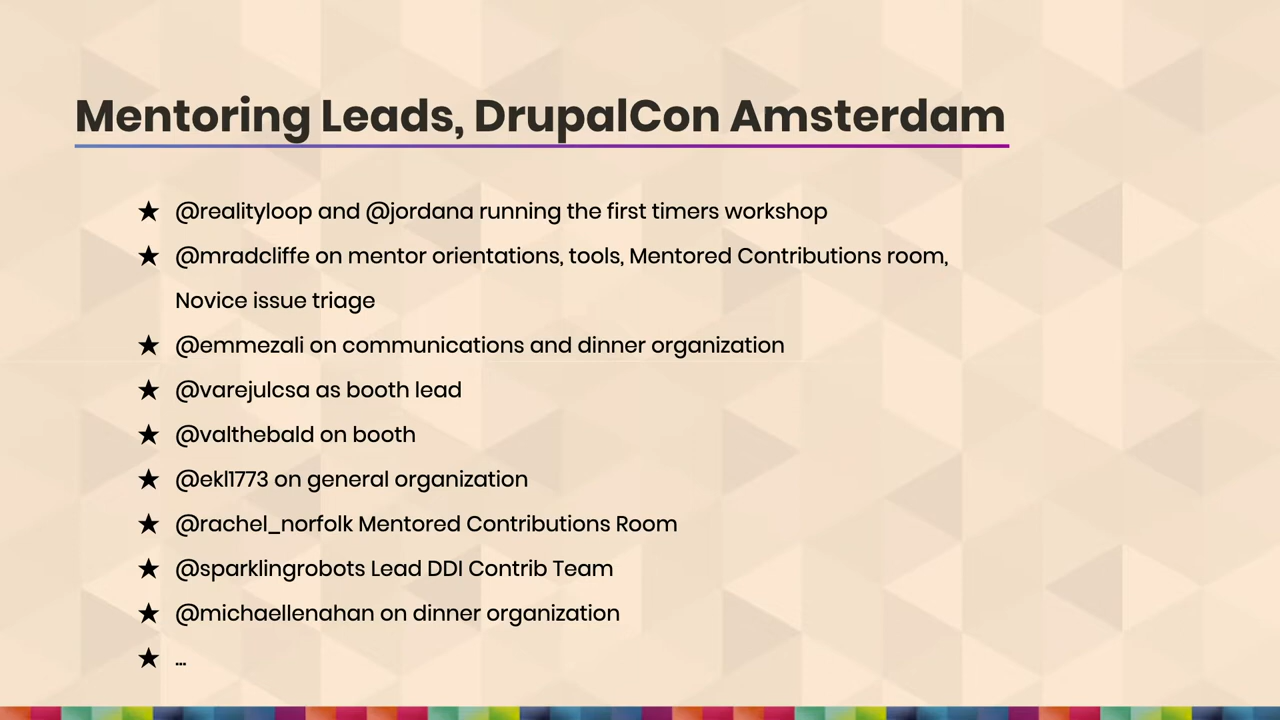 Mentoring Leads, DrupalCon Amsterdam
★ @realityloop and @jordana running the first timers workshop
★ @mradcliffe on mentor orientations, tools, Mentored Contributions room,
Novice issue triage
★ @emmezali on communications and dinner organization
★ @varejulcsa as booth lead
★ @valthebald on booth
★ @ekl1773 on general organization
★ @rachel_norfolk Mentored Contributions Room
★ @sparklingrobots Lead DDI Contrib Team
★ @michaellenahan on dinner organization
★ ...